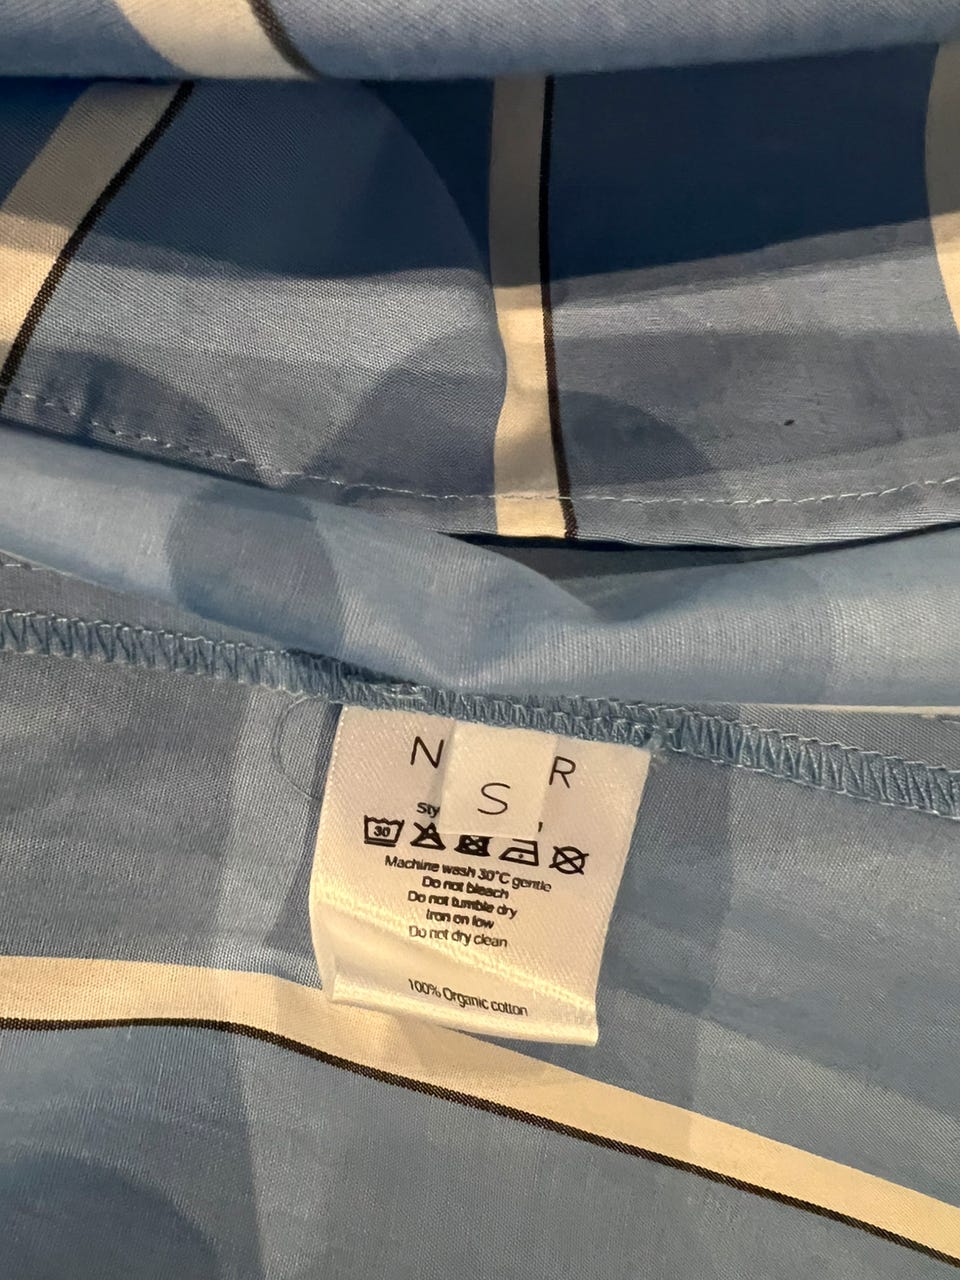 N R
S
30
Machine wash 30°C gentle
Do not bleach
Do not tumble dry
Iron on low
Do not dry clean
100% Organic cotton